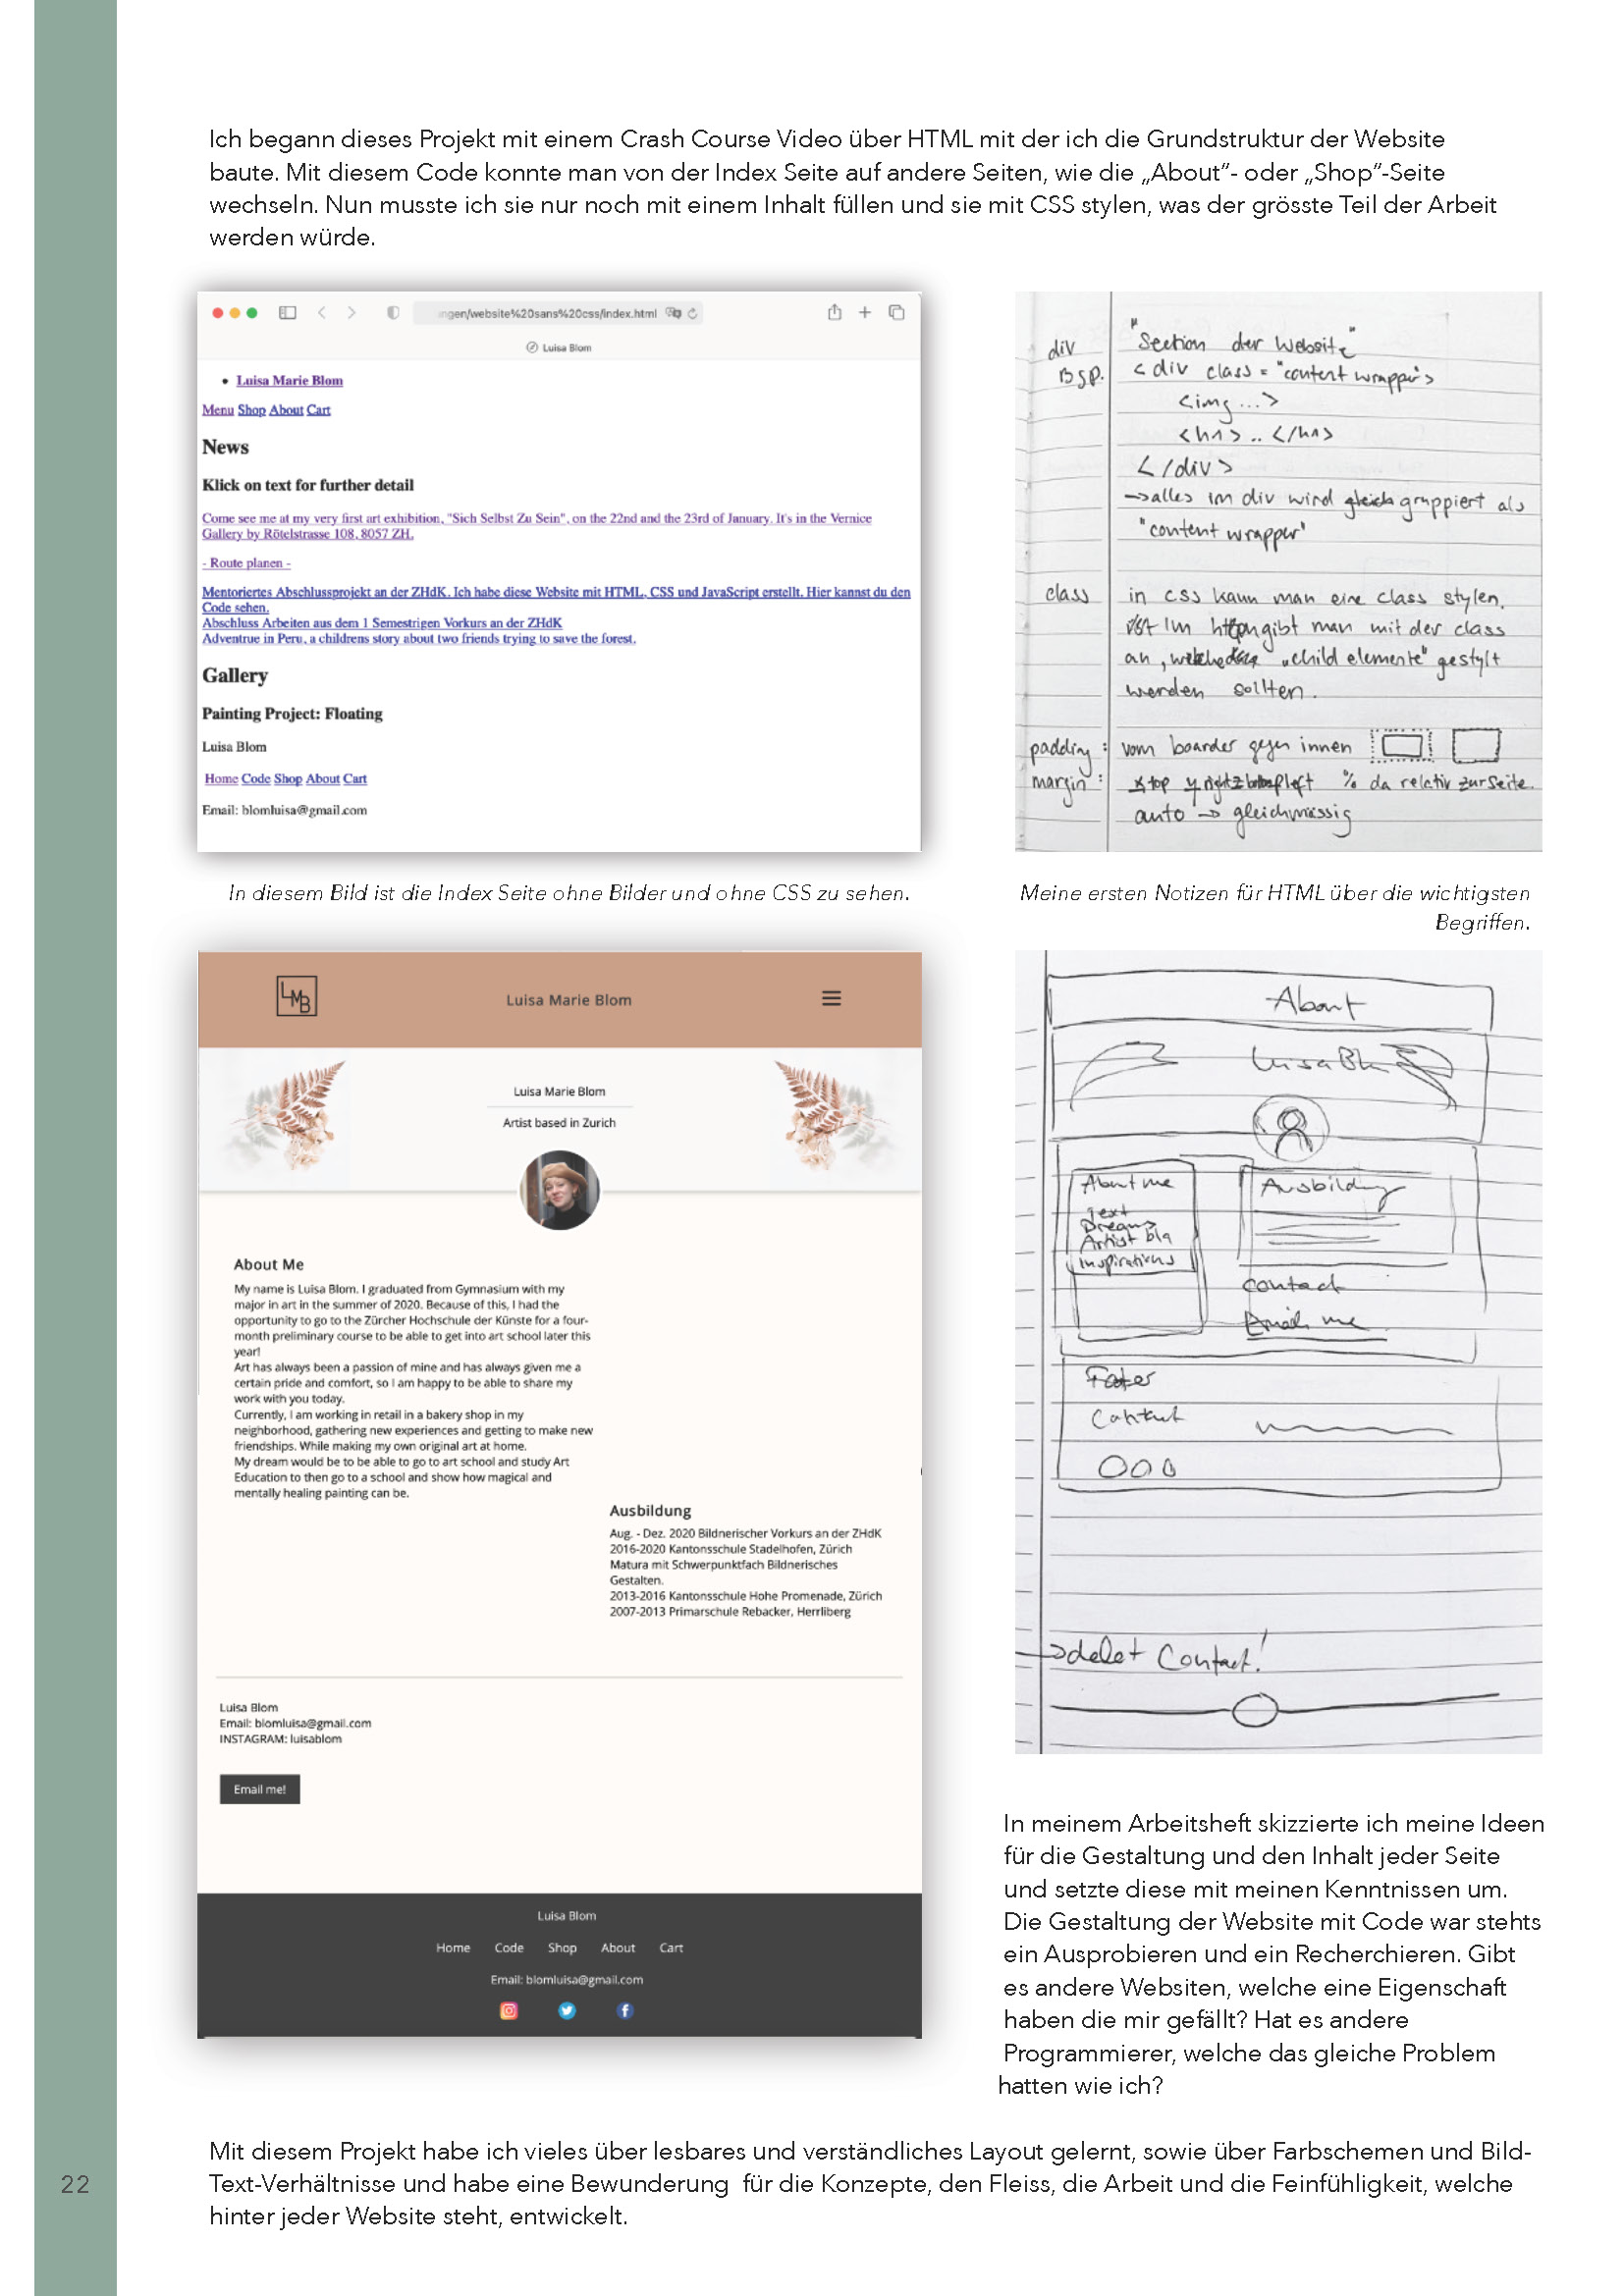 Ich begann dieses Projekt mit einem Crash Course Video über HTML mit der ich die Grundstruktur der Website
baute. Mit diesem Code konnte man von der Index Seite auf andere Seiten, wie die „About“- oder „Shop“-Seite
wechseln. Nun musste ich sie nur noch mit einem Inhalt füllen und sie mit CSS stylen, was der grösste Teil der Arbeit
werden würde.
ingen/website%20sans%20css/index.html
Luisa Blom
• Luisa Marie Blom
Menu Shop About Cart
News
Klick on text for further detail
Come see me at my very first art exhibition, "Sich Selbst Zu Sein", on the 22nd and the 23rd of January. It's in the Vernice
Gallery by Rötelstrasse 108, 8057 ZH.
- Route planen -
Mentoriertes Abschlussprojekt an der ZHdK. Ich habe diese Website mit HTML, CSS und JavaScript erstellt. Hier kannst du den
Code sehen.
Abschluss Arbeiten aus dem 1 Semestrigen Vorkurs an der ZHdK
Adventrue in Peru, a childrens story about two friends trying to save the forest.
Gallery
Painting Project: Floating
Luisa Blom
Home Code Shop About Cart
Email: blomluisa@gmail.com
div "Section der Website"
Bsp. <div class = "content wrapper">
<img ...>
<h1> .. </h1>
</div>
→ alles im div wird gruppiert als
"content wrapper"
class in css kann man eine class stylen.
Im gibt man mit der class
an, welche „child elemente" gestylt
werden sollten.
padding: vom boarder gegen innen
margin: x top y right z left % da relativ zur Seite.
auto → gleichmässig
In diesem Bild ist die Index Seite ohne Bilder und ohne CSS zu sehen.
Meine ersten Notizen für HTML über die wichtigsten
Begriffen.
LMB
Luisa Marie Blom
Luisa Marie Blom
Artist based in Zurich
About Me
My name is Luisa Blom. I graduated from Gymnasium with my
major in art in the summer of 2020. Because of this, I had the
opportunity to go to the Zürcher Hochschule der Künste for a four-
month preliminary course to be able to get into art school later this
year!
Art has always been a passion of mine and has always given me a
certain pride and comfort, so I am happy to be able to share my
work with you today.
Currently, I am working in retail in a bakery shop in my
neighborhood, gathering new experiences and getting to make new
friendships. While making my own original art at home.
My dream would be to be able to go to art school and study Art
Education to then go to a school and show how magical and
mentally healing painting can be.
Ausbildung
Aug. - Dez. 2020 Bildnerischer Vorkurs an der ZHdK
2016-2020 Kantonsschule Stadelhofen, Zürich
Matura mit Schwerpunktfach Bildnerisches
Gestalten.
2013-2016 Kantonsschule Hohe Promenade, Zürich
2007-2013 Primarschule Rebacker, Herrliberg
Luisa Blom
Email: blomluisa@gmail.com
INSTAGRAM: luisablom
Email me!
Luisa Blom
Home Code Shop About Cart
Email: blomluisa@gmail.com
About
Luisa Bl
About me
Text
Dreams
Artist bla
inspirations
Ausbildung
contact
Email me
Footer
Contact
→ delet Contact!
In meinem Arbeitsheft skizzierte ich meine Ideen
für die Gestaltung und den Inhalt jeder Seite
und setzte diese mit meinen Kenntnissen um.
Die Gestaltung der Website mit Code war stehts
ein Ausprobieren und ein Recherchieren. Gibt
es andere Websiten, welche eine Eigenschaft
haben die mir gefällt? Hat es andere
Programmierer, welche das gleiche Problem
hatten wie ich?
Mit diesem Projekt habe ich vieles über lesbares und verständliches Layout gelernt, sowie über Farbschemen und Bild-
Text-Verhältnisse und habe eine Bewunderung für die Konzepte, den Fleiss, die Arbeit und die Feinfühligkeit, welche
hinter jeder Website steht, entwickelt.
22